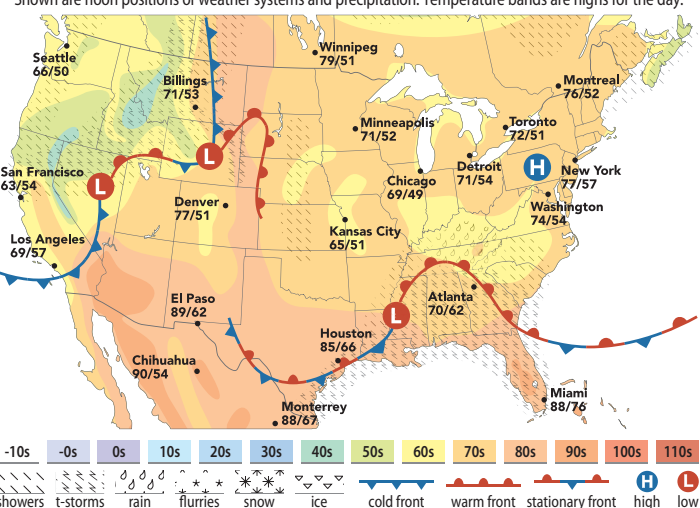 Shown are noon positions of weather systems and precipitation. Temperature bands are highs for the day.
Seattle
66/50
Billings
71/53
Winnipeg
79/51
Montreal
76/52
Minneapolis
71/52
Toronto
72/51
San Francisco
63/54
L
L
H
Detroit
71/54
New York
77/57
Chicago
69/49
Denver
77/51
Washington
74/54
Kansas City
65/51
Los Angeles
69/57
El Paso
89/62
Atlanta
70/62
L
Houston
85/66
Chihuahua
90/54
Monterrey
88/67
Miami
88/76
-10s -0s 0s 10s 20s 30s 40s 50s 60s 70s 80s 90s 100s 110s
H L
showers t-storms rain flurries snow ice cold front warm front stationary front high low